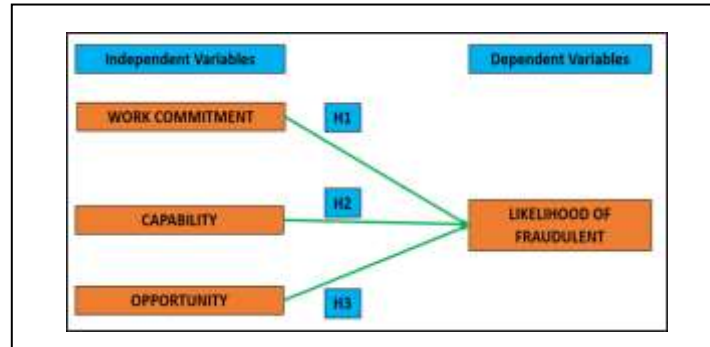 Independent Variables
Dependent Variables
WORK COMMITMENT
H1
H2
CAPABILITY
LIKELIHOOD OF
FRAUDULENT
OPPORTUNITY
H3